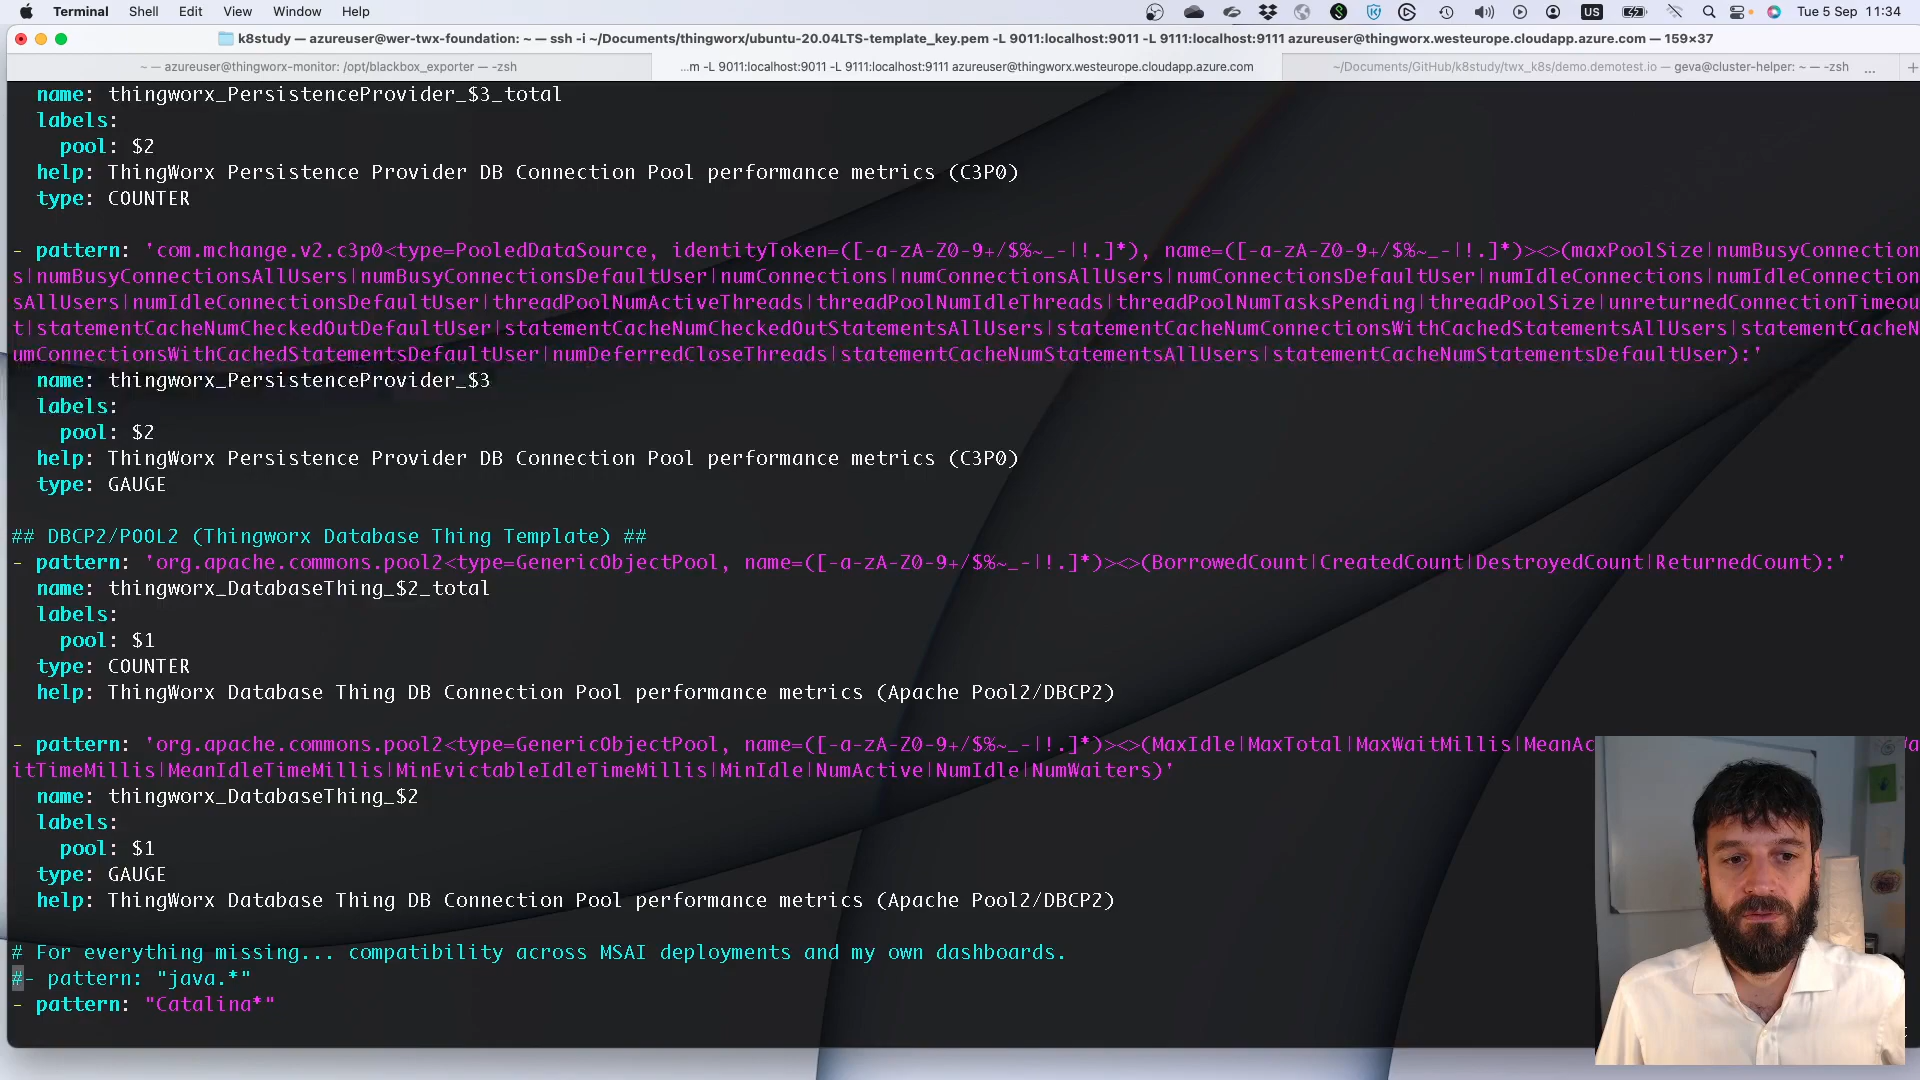 Terminal Shell Edit View Window Help US Tue 5 Sep 11:34
k8study — azureuser@wer-twx-foundation: ~ — ssh -i ~/Documents/thingworx/ubuntu-20.04LTS-template_key.pem -L 9011:localhost:9011 -L 9111:localhost:9111 azureuser@thingworx.westeurope.cloudapp.azure.com — 159×37
~ — azureuser@thingworx-monitor: /opt/blackbox_exporter — -zsh
...m -L 9011:localhost:9011 -L 9111:localhost:9111 azureuser@thingworx.westeurope.cloudapp.azure.com
~/Documents/GitHub/k8study/twx_k8s/demo.demotest.io — geva@cluster-helper: ~ — -zsh ...
name: thingworx_PersistenceProvider_$3_total
labels:
pool: $2
help: ThingWorx Persistence Provider DB Connection Pool performance metrics (C3P0)
type: COUNTER
- pattern: 'com.mchange.v2.c3p0<type=PooledDataSource, identityToken=([-a-zA-Z0-9+/$%~_-|!.]*), name=([-a-zA-Z0-9+/$%~_-|!.]*)><>(maxPoolSize|numBusyConnection
s|numBusyConnectionsAllUsers|numBusyConnectionsDefaultUser|numConnections|numConnectionsAllUsers|numConnectionsDefaultUser|numIdleConnections|numIdleConnection
sAllUsers|numIdleConnectionsDefaultUser|threadPoolNumActiveThreads|threadPoolNumIdleThreads|threadPoolNumTasksPending|threadPoolSize|unreturnedConnectionTimeou
t|statementCacheNumCheckedOutDefaultUser|statementCacheNumCheckedOutStatementsAllUsers|statementCacheNumConnectionsWithCachedStatementsAllUsers|statementCacheN
umConnectionsWithCachedStatementsDefaultUser|numDeferredCloseThreads|statementCacheNumStatementsAllUsers|statementCacheNumStatementsDefaultUser):'
name: thingworx_PersistenceProvider_$3
labels:
pool: $2
help: ThingWorx Persistence Provider DB Connection Pool performance metrics (C3P0)
type: GAUGE
## DBCP2/POOL2 (Thingworx Database Thing Template) ##
- pattern: 'org.apache.commons.pool2<type=GenericObjectPool, name=([-a-zA-Z0-9+/$%~_-|!.]*)><>(BorrowedCount|CreatedCount|DestroyedCount|ReturnedCount):'
name: thingworx_DatabaseThing_$2_total
labels:
pool: $1
type: COUNTER
help: ThingWorx Database Thing DB Connection Pool performance metrics (Apache Pool2/DBCP2)
- pattern: 'org.apache.commons.pool2<type=GenericObjectPool, name=([-a-zA-Z0-9+/$%~_-|!.]*)><>(MaxIdle|MaxTotal|MaxWaitMillis|MeanAc
itTimeMillis|MeanIdleTimeMillis|MinEvictableIdleTimeMillis|MinIdle|NumActive|NumIdle|NumWaiters)'
name: thingworx_DatabaseThing_$2
labels:
pool: $1
type: GAUGE
help: ThingWorx Database Thing DB Connection Pool performance metrics (Apache Pool2/DBCP2)
# For everything missing... compatibility across MSAI deployments and my own dashboards.
#- pattern: "java.*"
- pattern: "Catalina*"